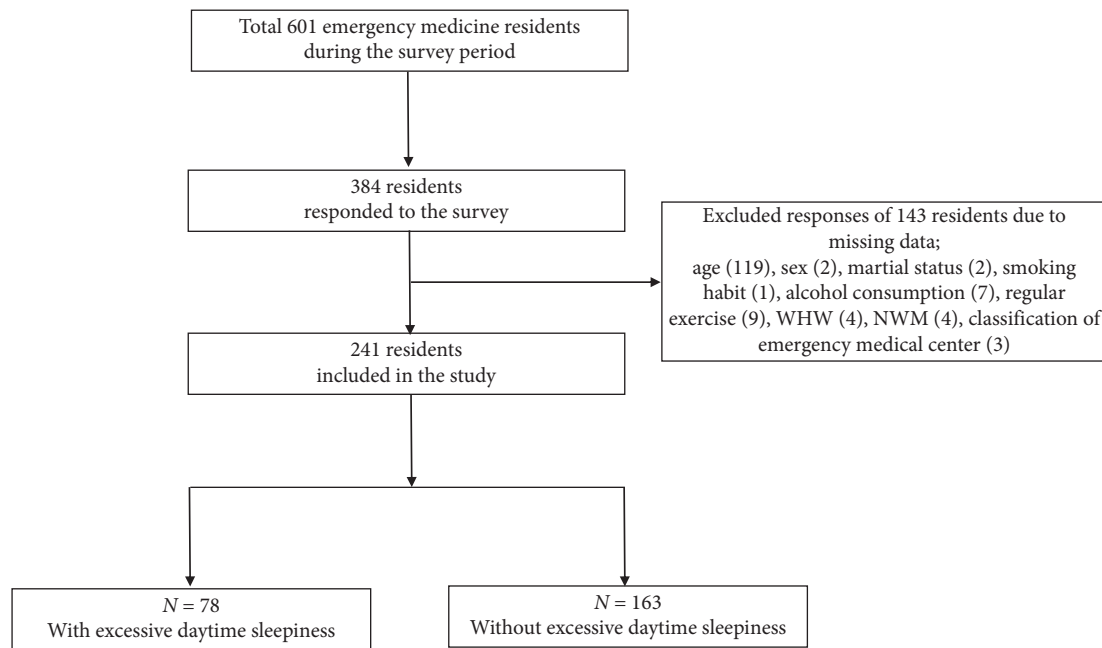 Total 601 emergency medicine residents
during the survey period
384 residents
responded to the survey
Excluded responses of 143 residents due to
missing data;
age (119), sex (2), martial status (2), smoking
habit (1), alcohol consumption (7), regular
exercise (9), WHW (4), NWM (4), classification of
emergency medical center (3)
241 residents
included in the study
N = 78
With excessive daytime sleepiness
N = 163
Without excessive daytime sleepiness